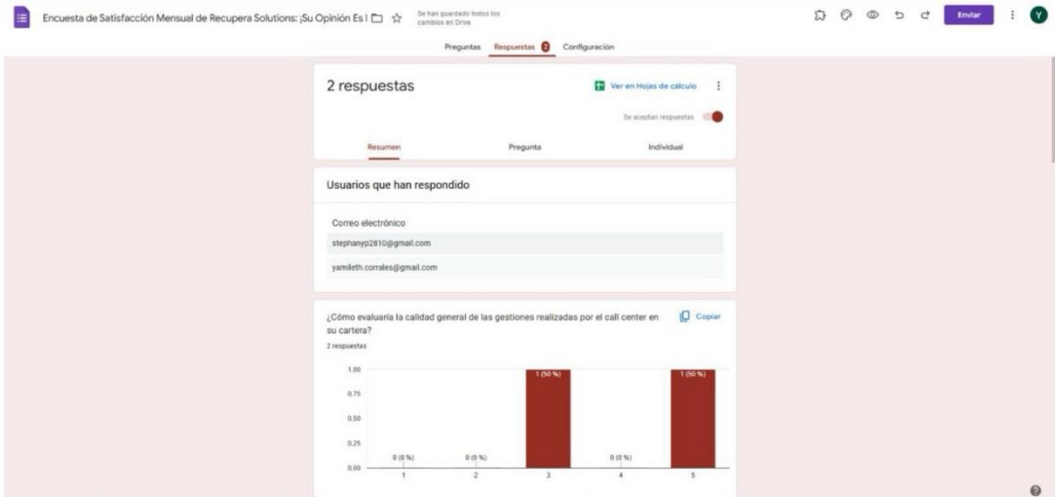 Encuesta de Satisfacción Mensual de Recupera Solutions: ¡Su Opinión Es I
Se han guardado todos los
cambios en Drive
Enviar
Y
Preguntas Respuestas 2 Configuración
2 respuestas
Ver en Hojas de cálculo
Se aceptan respuestas
Resumen Pregunta Individual
Usuarios que han respondido
Correo electrónico
stephanyp2810@gmail.com
yamileth.corrales@gmail.com
¿Cómo evaluaría la calidad general de las gestiones realizadas por el call center en
su cartera?
Copiar
2 respuestas
1,00
0,75
0,50
0,25
0,00
0 (0 %) 0 (0 %) 1 (50 %) 0 (0 %) 1 (50 %)
1 2 3 4 5